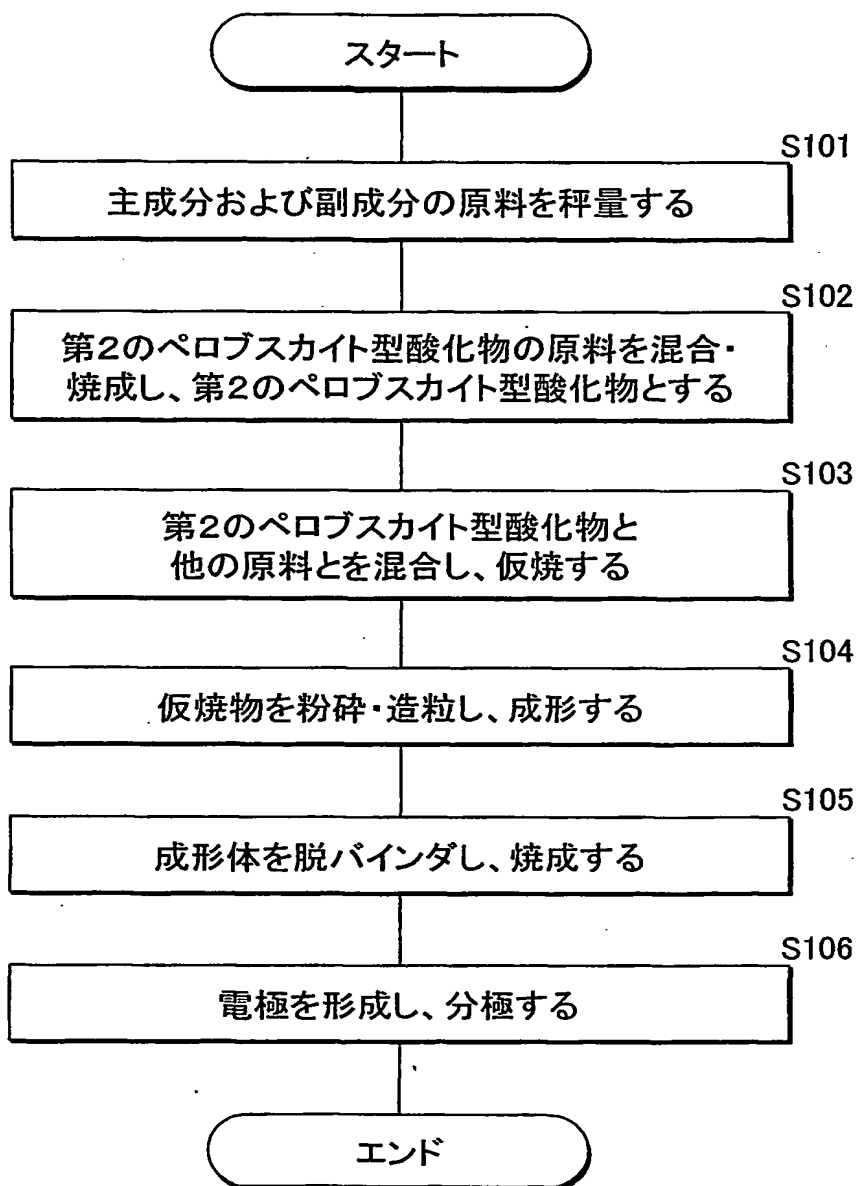 スタート
S101
主成分および副成分の原料を秤量する
S102
第2のペロブスカイト型酸化物の原料を混合・
焼成し、第2のペロブスカイト型酸化物とする
S103
第2のペロブスカイト型酸化物と
他の原料とを混合し、仮焼する
S104
仮焼物を粉砕・造粒し、成形する
S105
成形体を脱バインダし、焼成する
S106
電極を形成し、分極する
エンド